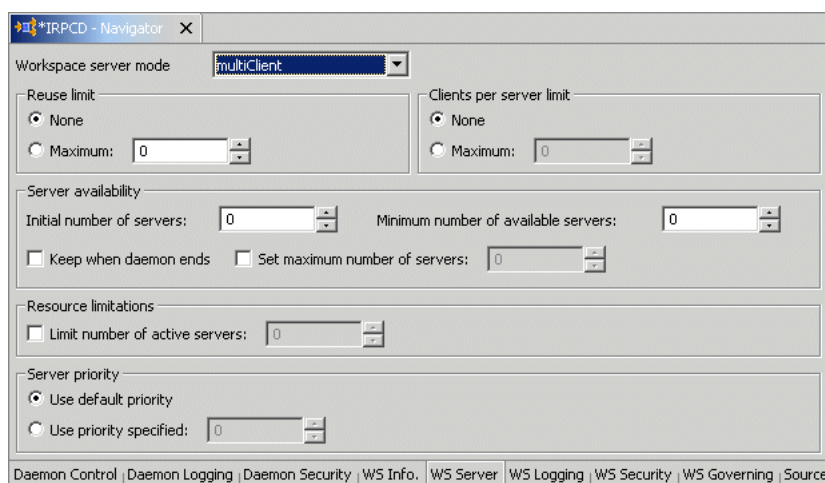 *IRPCD - Navigator X
Workspace server mode multiClient
Reuse limit
None
Maximum: 0
Clients per server limit
None
Maximum: 0
Server availability
Initial number of servers: 0 Minimum number of available servers: 0
Keep when daemon ends Set maximum number of servers: 0
Resource limitations
Limit number of active servers: 0
Server priority
Use default priority
Use priority specified: 0
Daemon Control Daemon Logging Daemon Security WS Info. WS Server WS Logging WS Security WS Governing Source